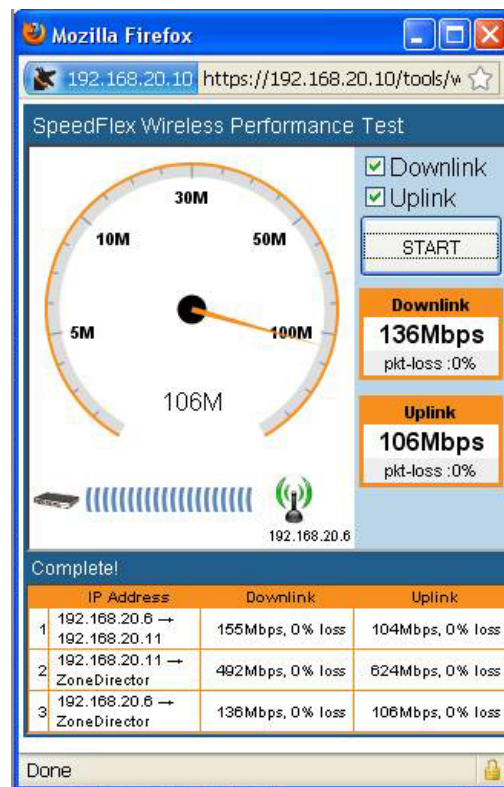 Mozilla Firefox
192.168.20.10 https://192.168.20.10/tools/w
SpeedFlex Wireless Performance Test
Downlink
Uplink
START
30M
10M
50M
5M
100M
106M
Downlink
136Mbps
pkt-loss :0%
Uplink
106Mbps
pkt-loss :0%
192.168.20.6
Complete!
IP Address Downlink Uplink
1 192.168.20.6 → 192.168.20.11 155Mbps, 0% loss 104Mbps, 0% loss
2 192.168.20.11 → ZoneDirector 492Mbps, 0% loss 624Mbps, 0% loss
3 192.168.20.6 → ZoneDirector 136Mbps, 0% loss 106Mbps, 0% loss
Done